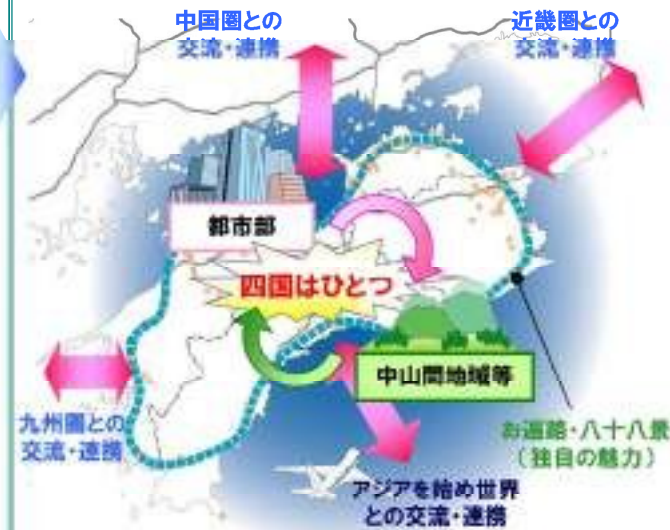 中国圏との
交流・連携
近畿圏との
交流・連携
都市部
四国はひとつ
中山間地域等
九州圏との
交流・連携
お遍路・八十八景
（独自の魅力）
アジアを始め世界
との交流・連携